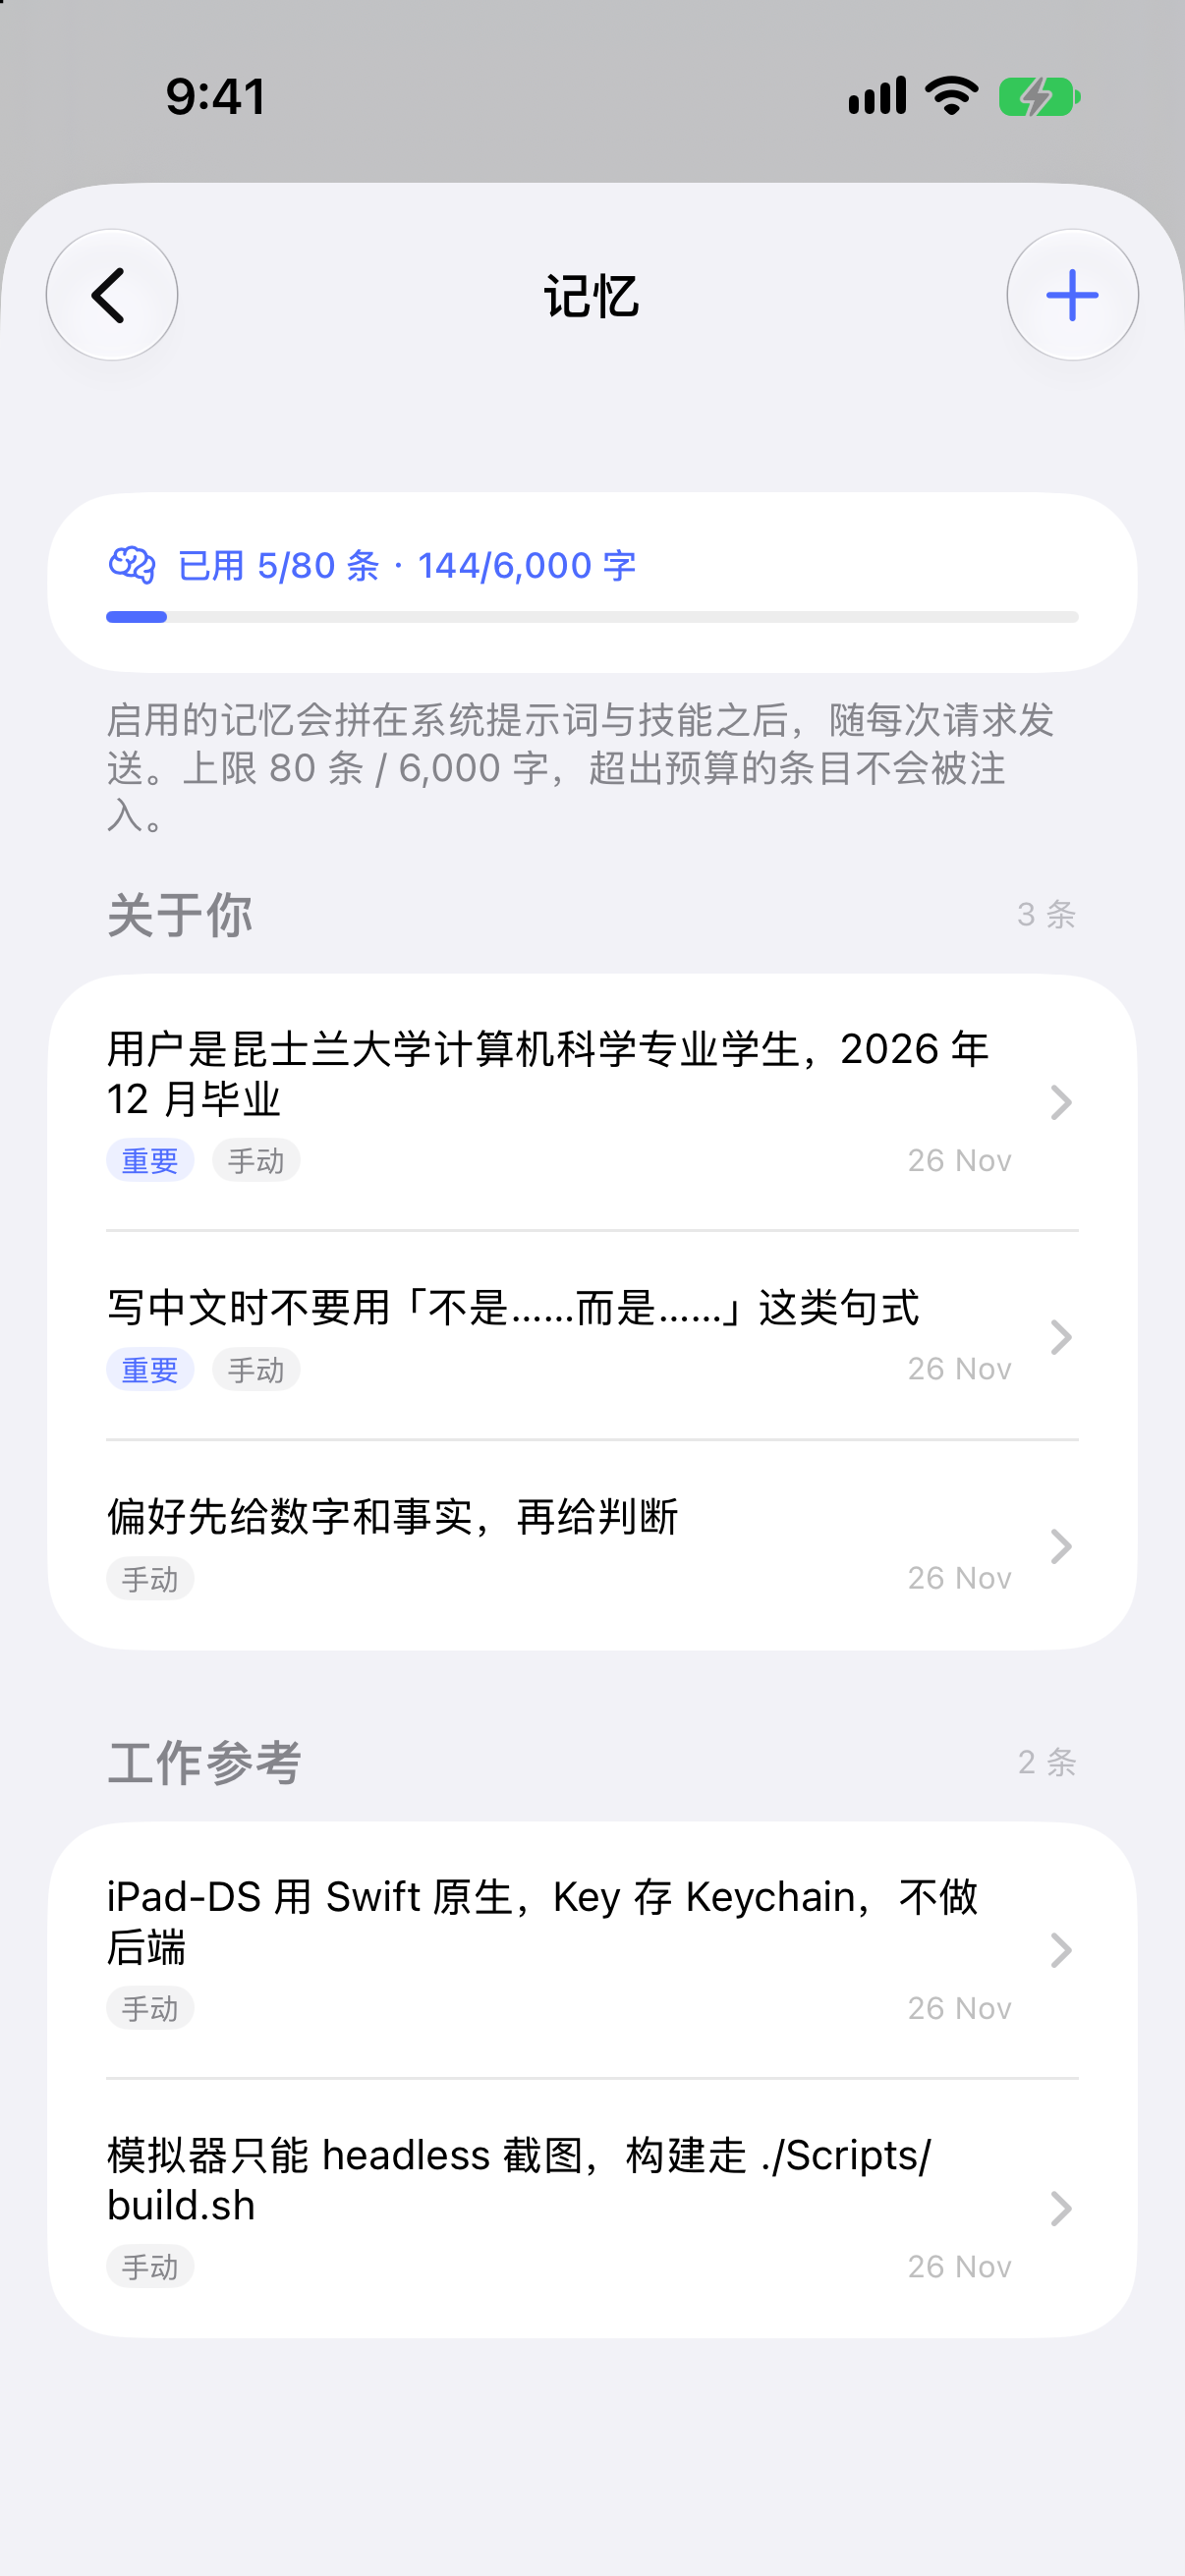 9:41
记忆
已用 5/80 条 · 144/6,000 字
启用的记忆会拼在系统提示词与技能之后，随每次请求发
送。上限 80 条 / 6,000 字，超出预算的条目不会被注
入。
关于你
3 条
用户是昆士兰大学计算机科学专业学生，2026 年
12 月毕业
重要 手动 26 Nov
写中文时不要用「不是……而是……」这类句式
重要 手动 26 Nov
偏好先给数字和事实，再给判断
手动 26 Nov
工作参考
2 条
iPad-DS 用 Swift 原生，Key 存 Keychain，不做
后端
手动 26 Nov
模拟器只能 headless 截图，构建走 ./Scripts/
build.sh
手动 26 Nov